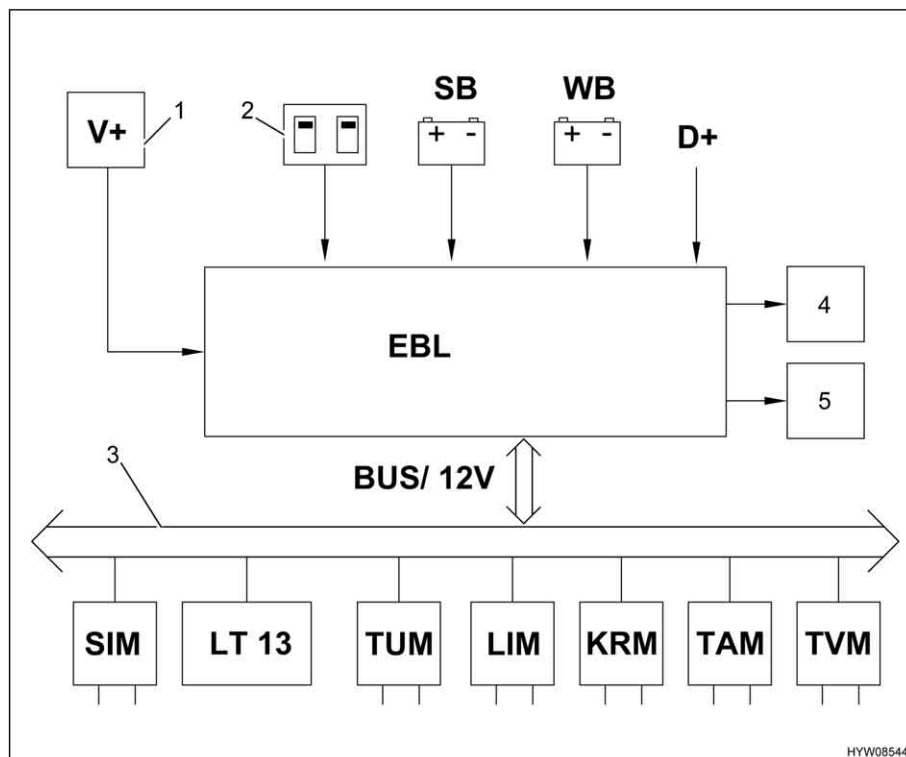 SB
WB
V+
1
2
+ -
+ -
D+
4
EBL
5
3
BUS/ 12V
SIM
LT 13
TUM
LIM
KRM
TAM
TVM
HYW08544